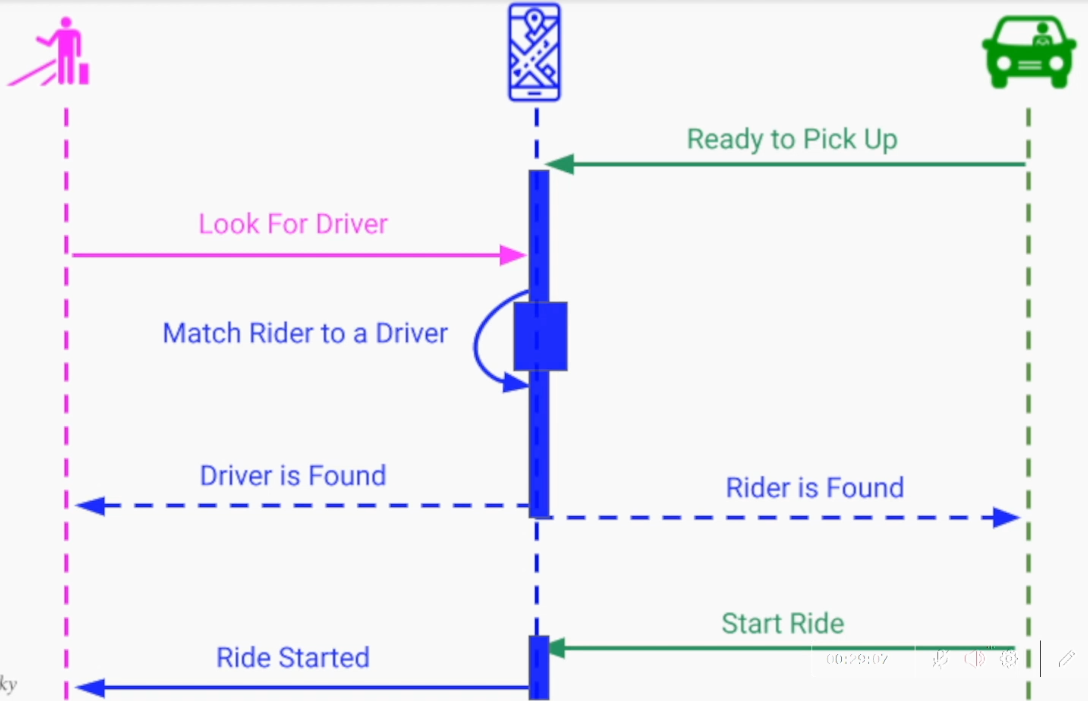 Ready to Pick Up
Look For Driver
Match Rider to a Driver
Driver is Found
Rider is Found
Start Ride
00:29:07
Ride Started
ky